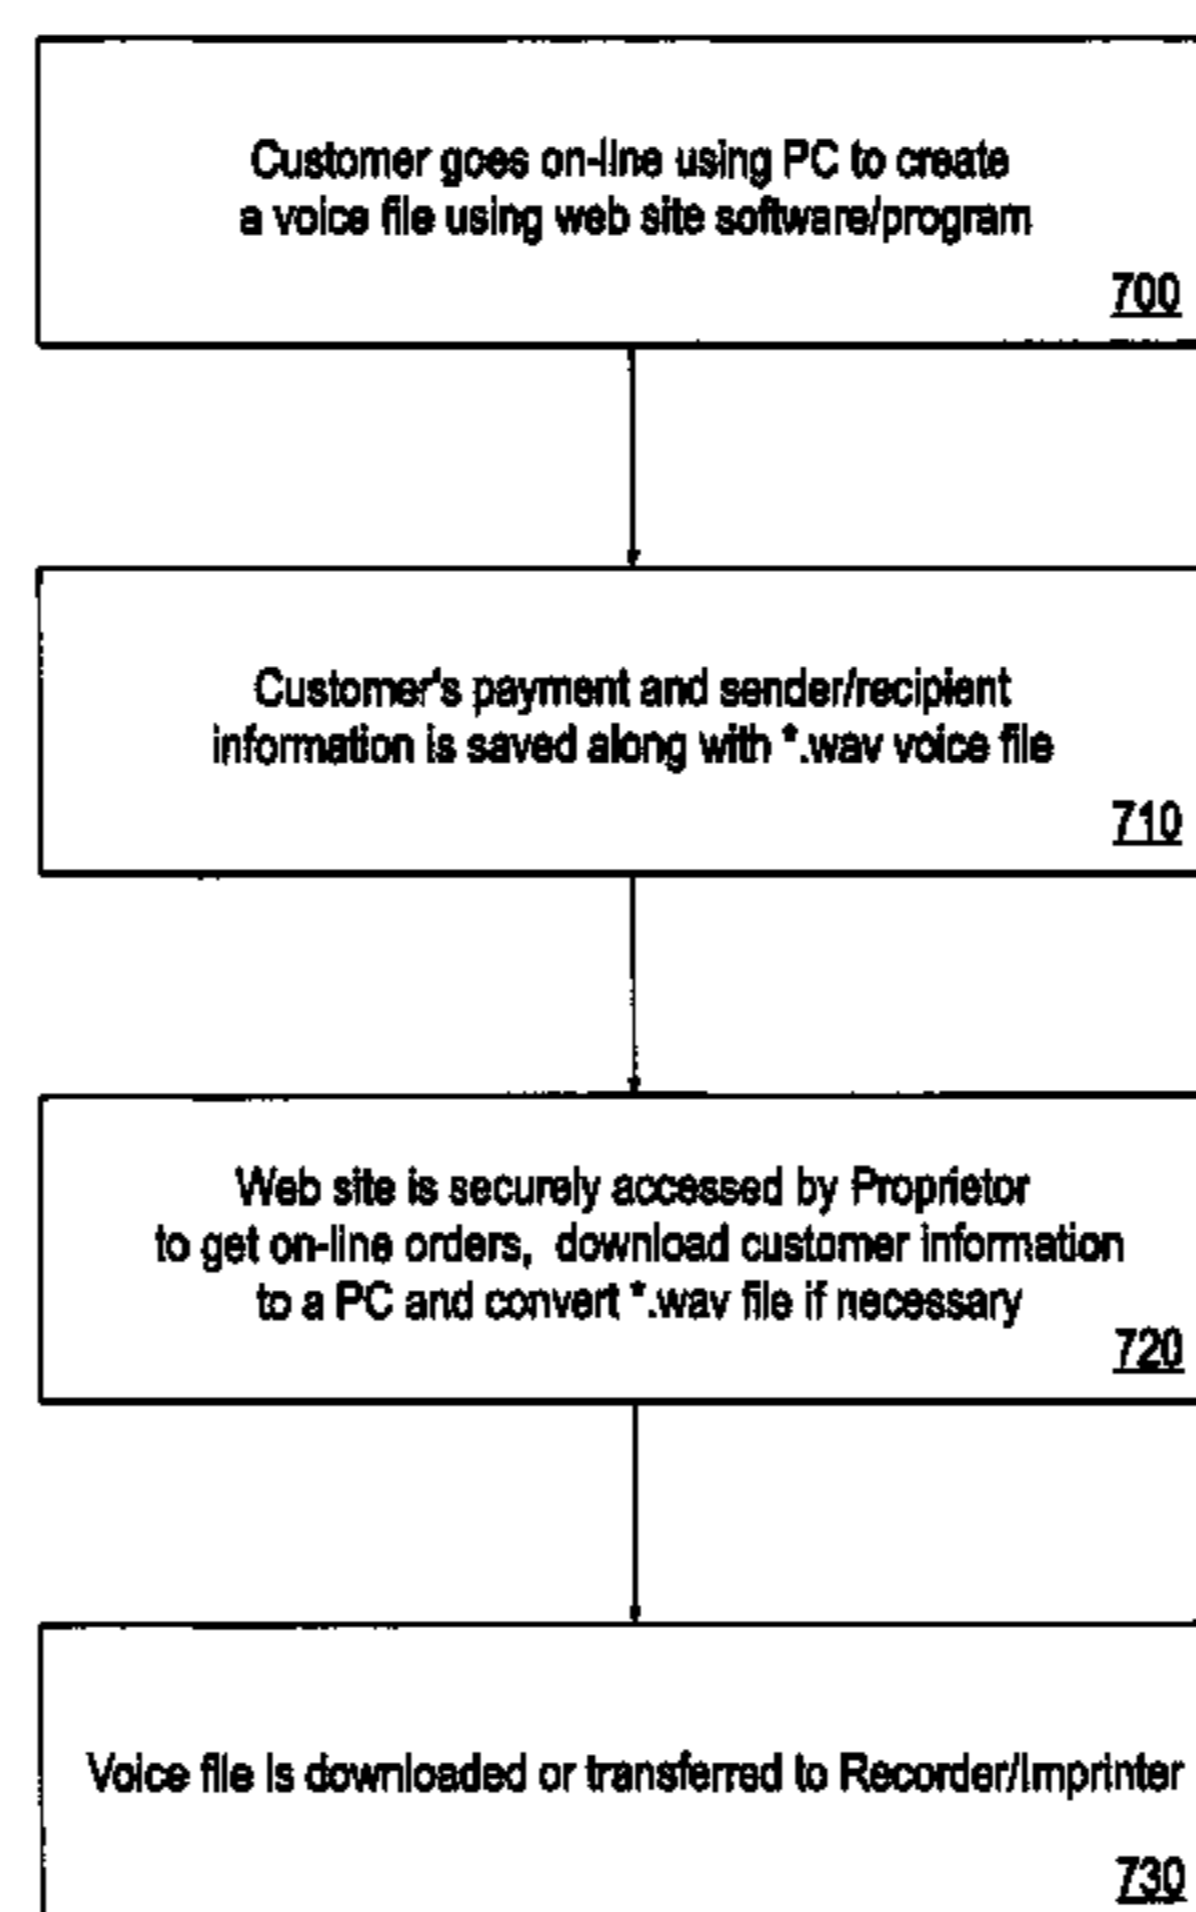 Customer goes on-line using PC to create
a voice file using web site software/program
700
Customer's payment and sender/recipient
information is saved along with *.wav voice file
710
Web site is securely accessed by Proprietor
to get on-line orders, download customer information
to a PC and convert *.wav file if necessary
720
Voice file is downloaded or transferred to Recorder/Imprinter
730